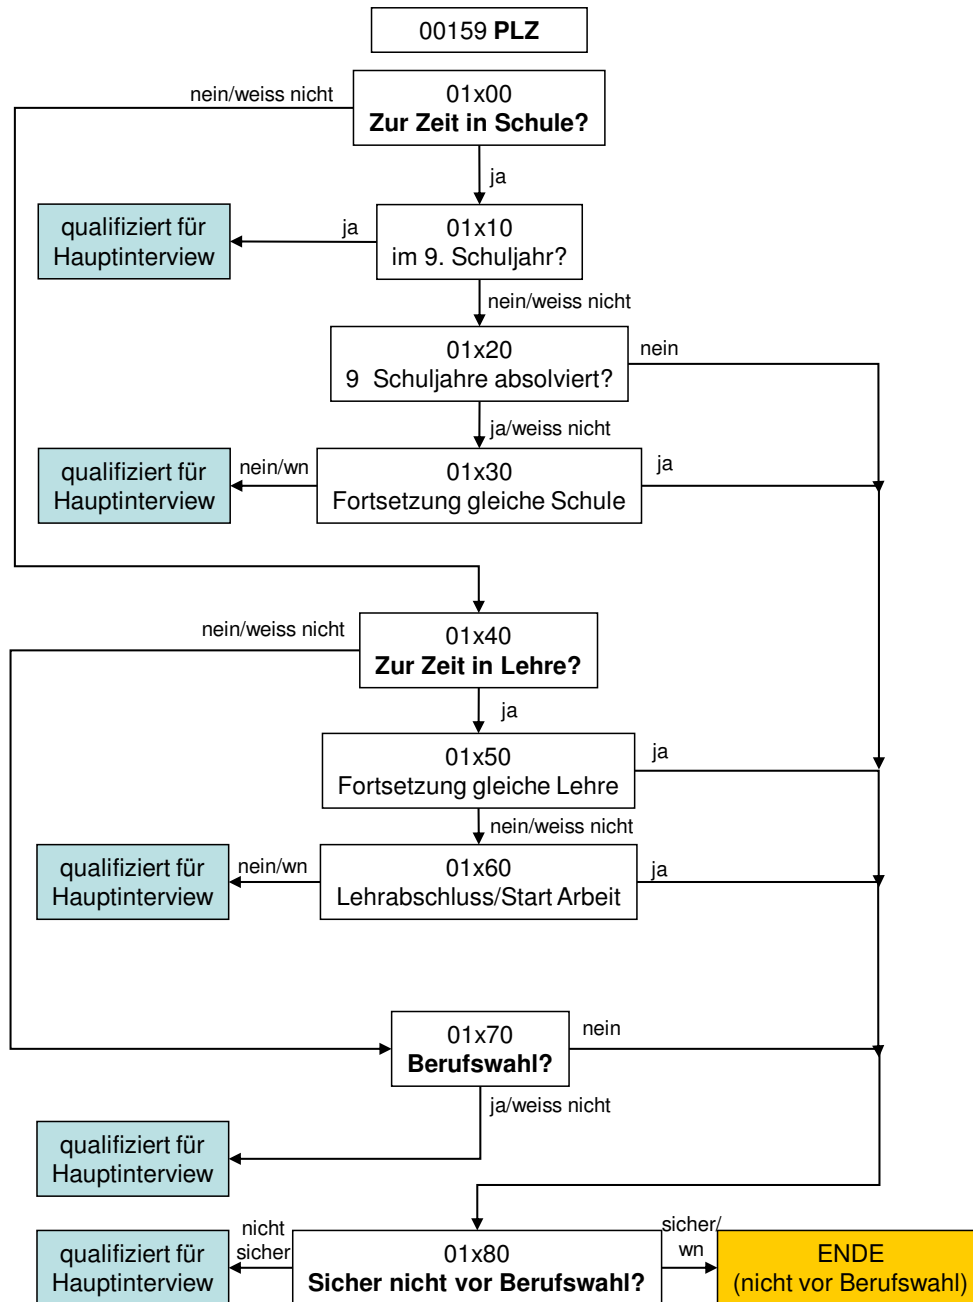 00159 PLZ
nein/weiss nicht
01x00
Zur Zeit in Schule?
ja
qualifiziert für
Hauptinterview
ja
01x10
im 9. Schuljahr?
nein/weiss nicht
01x20
9 Schuljahre absolviert?
nein
ja/weiss nicht
qualifiziert für
Hauptinterview
nein/wn
01x30
Fortsetzung gleiche Schule
ja
nein/weiss nicht
01x40
Zur Zeit in Lehre?
ja
01x50
Fortsetzung gleiche Lehre
ja
nein/weiss nicht
qualifiziert für
Hauptinterview
nein/wn
01x60
Lehrabschluss/Start Arbeit
ja
01x70
Berufswahl?
nein
ja/weiss nicht
qualifiziert für
Hauptinterview
qualifiziert für
Hauptinterview
nicht
sicher
01x80
Sicher nicht vor Berufswahl?
sicher/
wn
ENDE
(nicht vor Berufswahl)